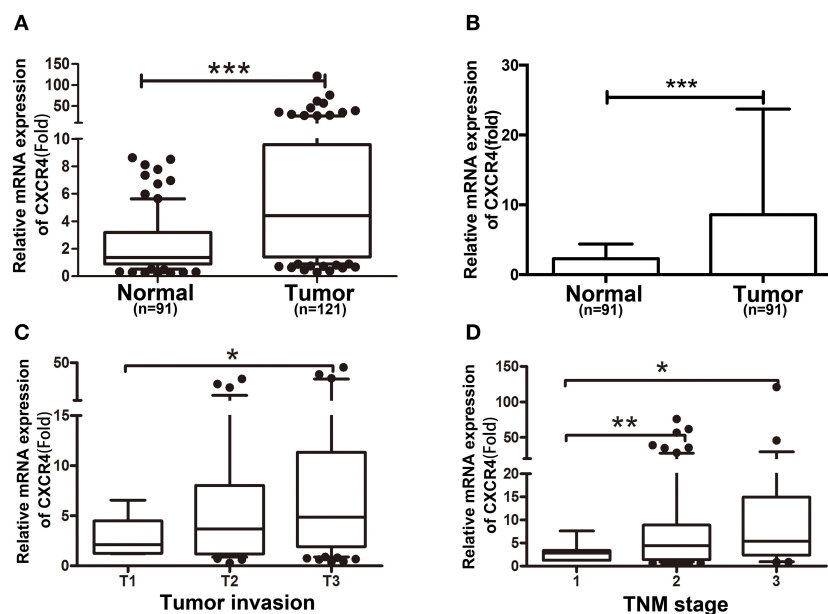 A
Relative mRNA expression
of CXCR4(Fold)
150
100
50
10
8
6
4
2
0
***
Normal
(n=91)
Tumor
(n=121)
B
Relative mRNA expression
of CXCR4(fold)
30
20
10
0
***
Normal
(n=91)
Tumor
(n=91)
C
Relative mRNA expression
of CXCR4(Fold)
50
15
10
5
0
*
T1
T2
T3
Tumor invasion
D
Relative mRNA expression
of CXCR4(Fold)
150
100
50
20
15
10
5
0
*
**
1
2
3
TNM stage